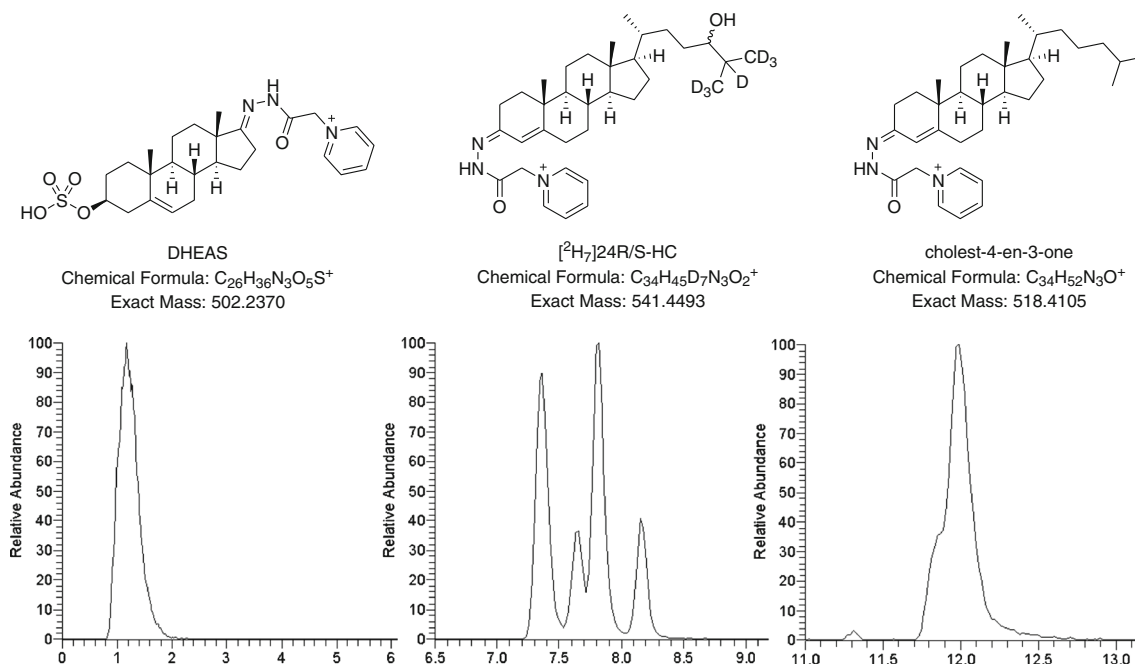 OH
CD₃
D₃C
D
H
H
H
N
HN
O
N
+
N
H
N
O
N
+
H
H
H
O
O
S
HO
O
H
H
H
N
HN
O
N
+
DHEAS
Chemical Formula: C₂₆H₃₆N₃O₅S⁺
Exact Mass: 502.2370
[²H₇]24R/S-HC
Chemical Formula: C₃₄H₄₅D₇N₃O₂⁺
Exact Mass: 541.4493
cholest-4-en-3-one
Chemical Formula: C₃₄H₅₂N₃O⁺
Exact Mass: 518.4105
Relative Abundance
100
90
80
70
60
50
40
30
20
10
0
0 1 2 3 4 5 6
Relative Abundance
100
90
80
70
60
50
40
30
20
10
0
6.5 7.0 7.5 8.0 8.5 9.0
Relative Abundance
100
90
80
70
60
50
40
30
20
10
0
11.0 11.5 12.0 12.5 13.0